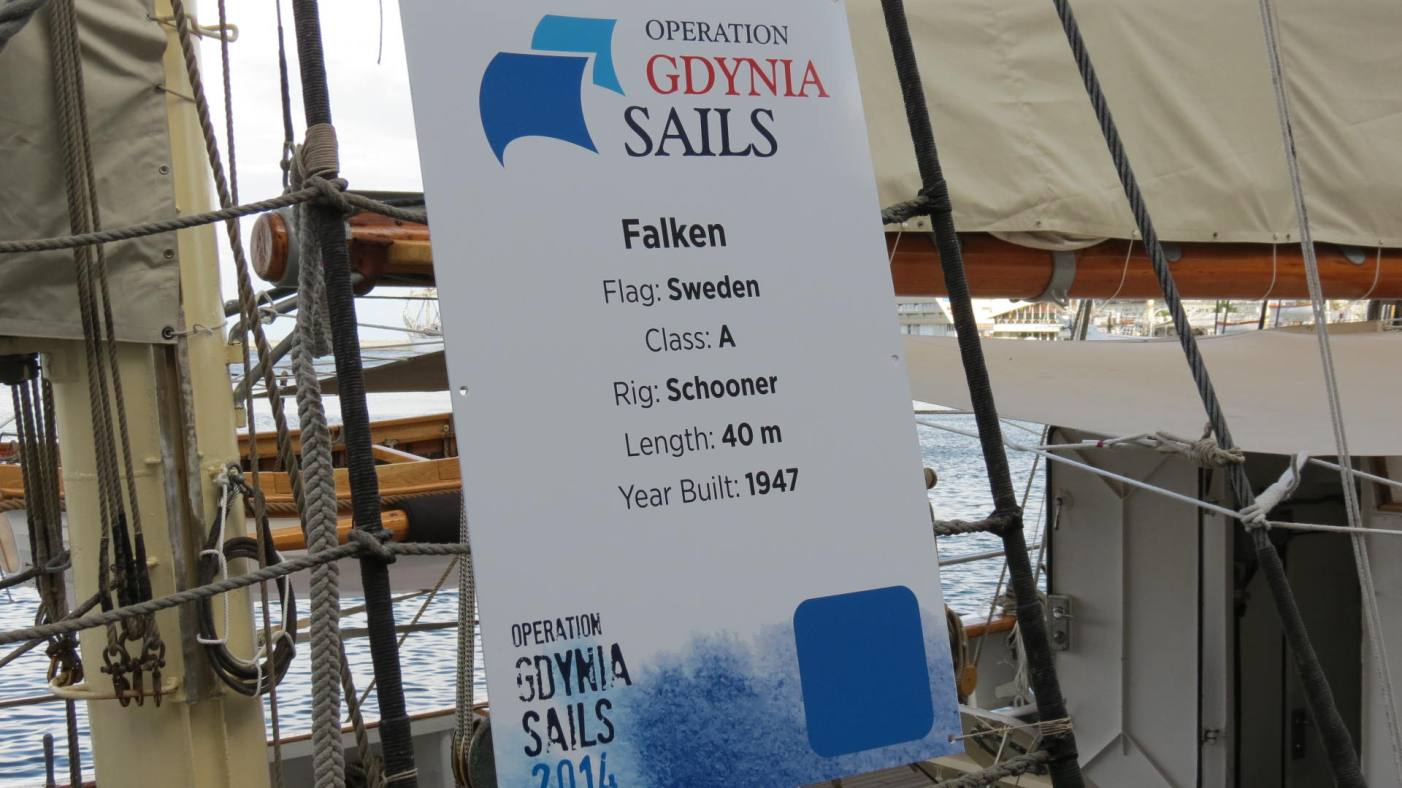 OPERATION
GDYNIA
SAILS
Falken
Flag: Sweden
Class: A
Rig: Schooner
Length: 40 m
Year Built: 1947
OPERATION
GDYNIA
SAILS
2014